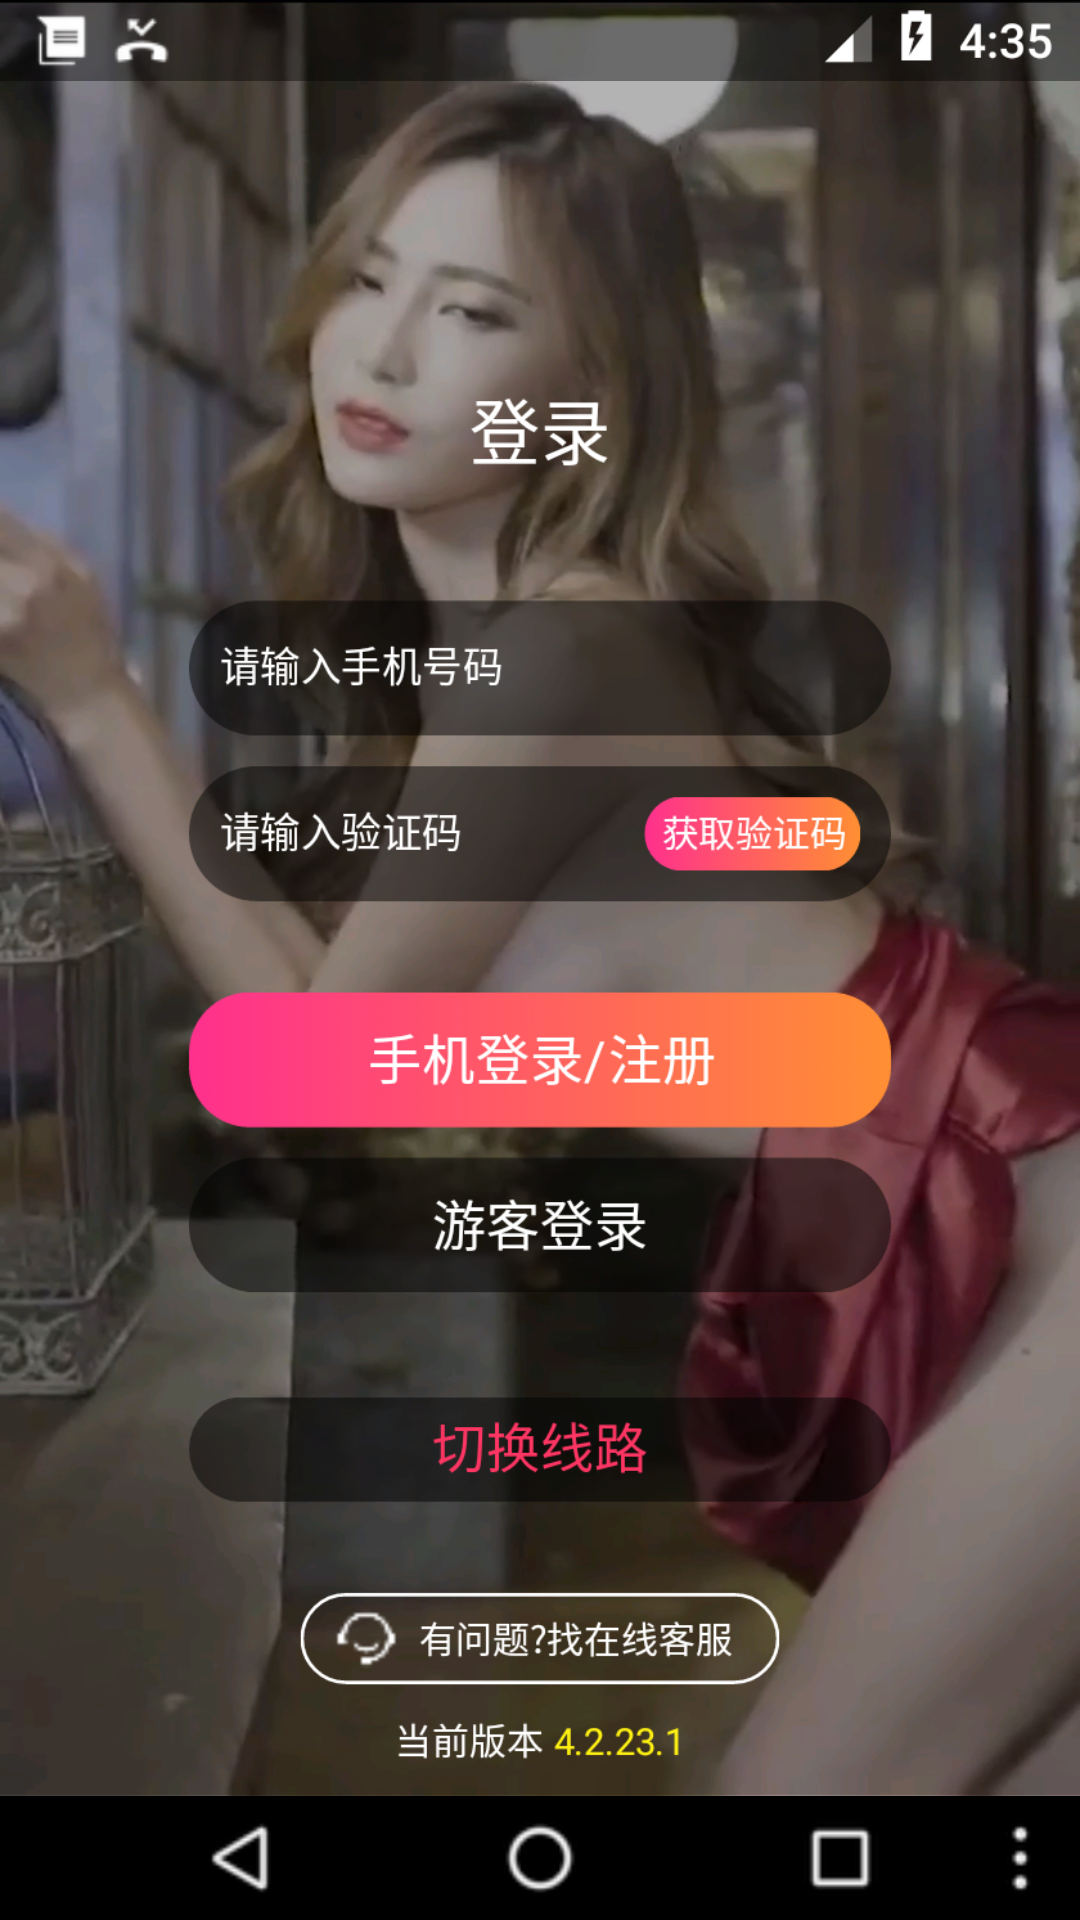 4:35
登录
请输入手机号码
请输入验证码 获取验证码
手机登录/注册
游客登录
切换线路
有问题?找在线客服
当前版本 4.2.23.1